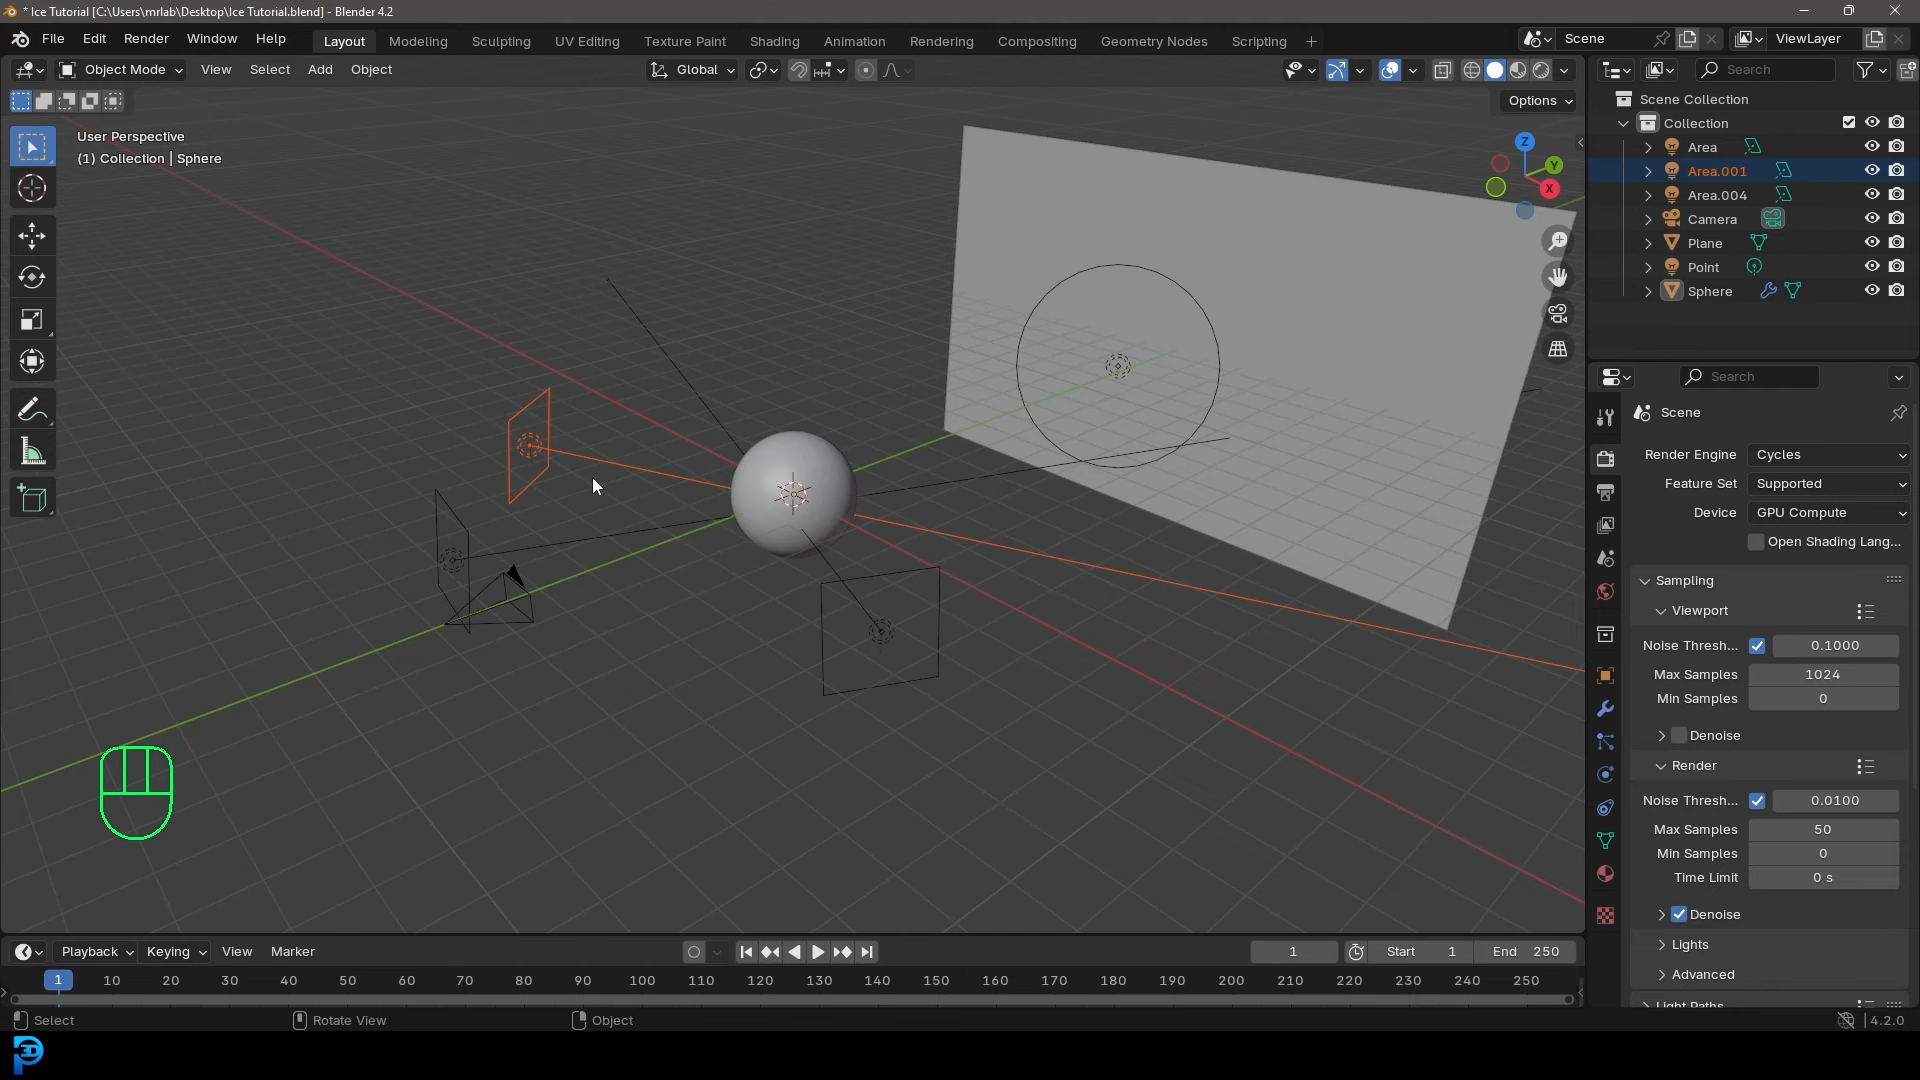 * Ice Tutorial [C:\Users\mrlab\Desktop\Ice Tutorial.blend] - Blender 4.2
File Edit Render Window Help Layout Modeling Sculpting UV Editing Texture Paint Shading Animation Rendering Compositing Geometry Nodes Scripting + Scene ViewLayer
Object Mode View Select Add Object Global Search
Options
User Perspective
(1) Collection | Sphere
Z
Y
X
Scene Collection
Collection
Area
Area.001
Area.004
Camera
Plane
Point
Sphere
Search
Scene
Render Engine Cycles
Feature Set Supported
Device GPU Compute
Open Shading Lang...
Sampling
Viewport
Noise Thresh... 0.1000
Max Samples 1024
Min Samples 0
Denoise
Render
Noise Thresh... 0.0100
Max Samples 50
Min Samples 0
Time Limit 0 s
Denoise
Lights
Advanced
Light Paths
Playback Keying View Marker 1 Start 1 End 250
1 10 20 30 40 50 60 70 80 90 100 110 120 130 140 150 160 170 180 190 200 210 220 230 240 250
Select Rotate View Object 4.2.0
3D